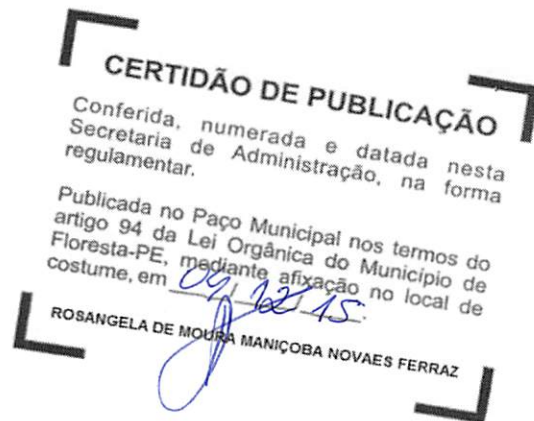 CERTIDÃO DE PUBLICAÇÃO
Conferida, numerada e datada nesta
Secretaria de Administração, na forma
regulamentar.
Publicada no Paço Municipal nos termos do
artigo 94 da Lei Orgânica do Município de
Floresta-PE, mediante afixação no local de
costume, em 09/12/15.
ROSANGELA DE MOURA MANIÇOBA NOVAES FERRAZ